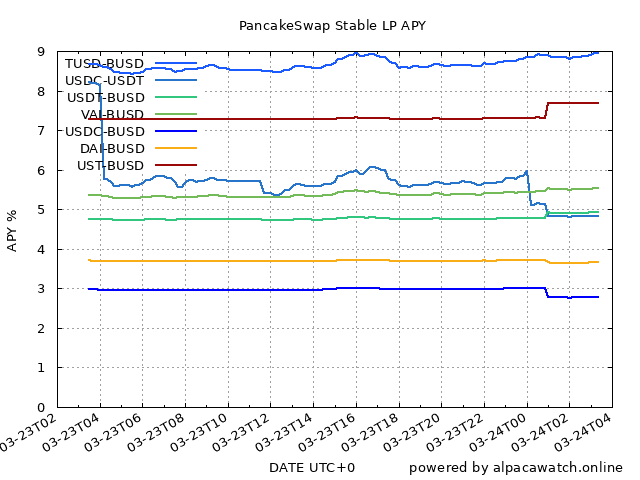 PancakeSwap Stable LP APY
9
8
7
6
5
4
3
2
1
0
APY %
TUSD-BUSD
USDC-USDT
USDT-BUSD
VAI-BUSD
USDC-BUSD
DAI-BUSD
UST-BUSD
03-23T02
03-23T04
03-23T06
03-23T08
03-23T10
03-23T12
03-23T14
03-23T16
03-23T18
03-23T20
03-23T22
03-24T00
03-24T02
03-24T04
DATE UTC+0
powered by alpacawatch.online